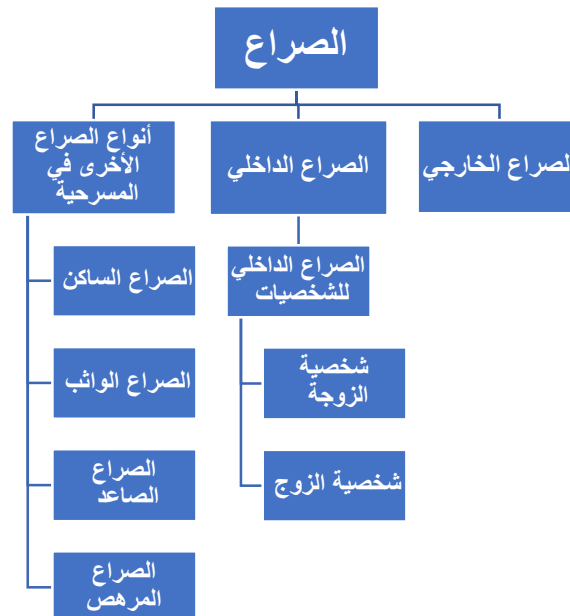 الصراع
لصراع الخارجي
الصراع الداخلي
الصراع الداخلي
للشخصيات
شخصية
الزوجة
شخصية الزوج
أنواع الصراع
الأخرى في
المسرحية
الصراع الساكن
الصراع الواثب
الصراع
الصاعد
الصراع
المرهص